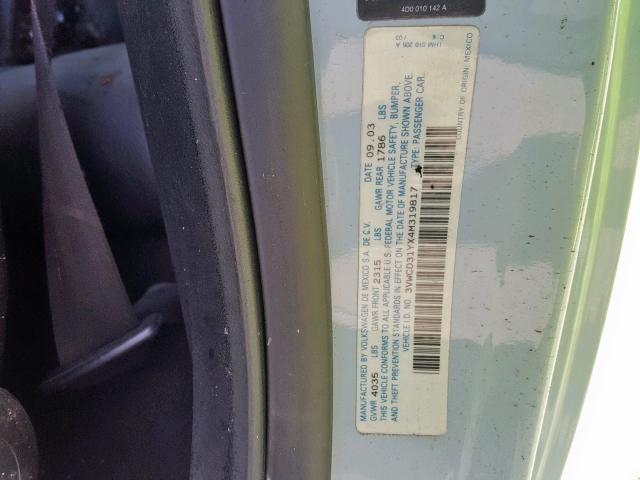 4D0 010 142 A
1HM 010 205 A
MANUFACTURED BY VOLKSWAGEN DE MEXICO S.A. DE C.V. DATE 09.03
GVWR 4035 LBS GAWR FRONT 2315 LBS GAWR REAR 1786 LBS
THIS VEHICLE CONFORMS TO ALL APPLICABLE U.S. FEDERAL MOTOR VEHICLE SAFETY, BUMPER,
AND THEFT PREVENTION STANDARDS IN EFFECT ON THE DATE OF MANUFACTURE SHOWN ABOVE.
VEHICLE I.D. NO. 3VWCD31YX4M319817 TYPE: PASSENGER CAR
COUNTRY OF ORIGIN: MEXICO